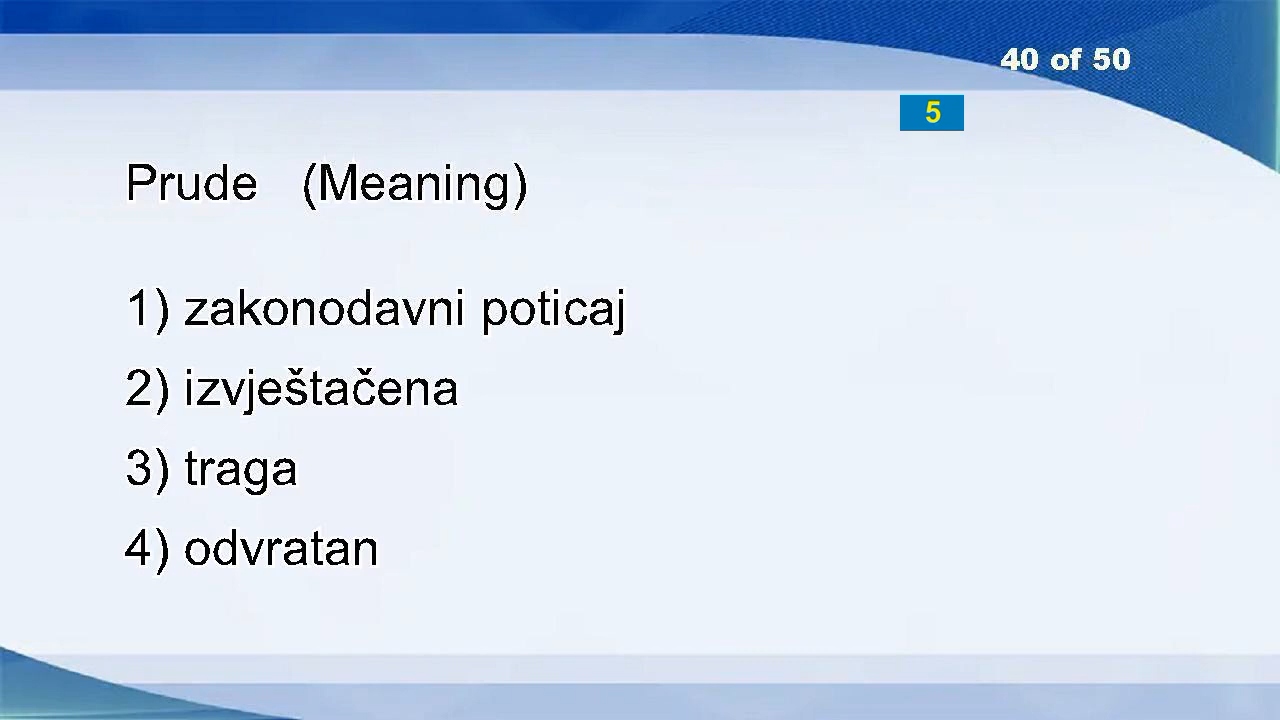 40 of 50
5
Prude (Meaning)
1) zakonodavni poticaj
2) izvještačena
3) traga
4) odvratan